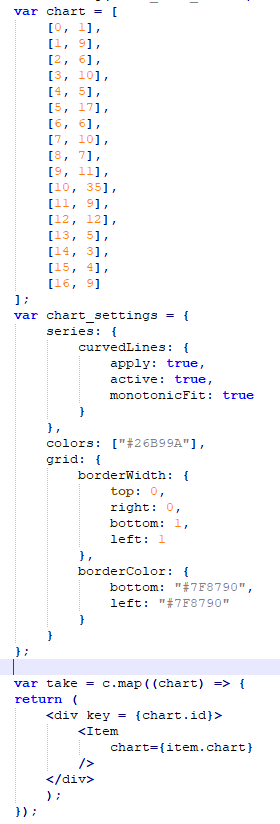 var chart = [
[0, 1],
[1, 9],
[2, 6],
[3, 10],
[4, 5],
[5, 17],
[6, 6],
[7, 10],
[8, 7],
[9, 11],
[10, 35],
[11, 9],
[12, 12],
[13, 5],
[14, 3],
[15, 4],
[16, 9]
];
var chart_settings = {
series: {
curvedLines: {
apply: true,
active: true,
monotonicFit: true
}
},
colors: ["#26B99A"],
grid: {
borderWidth: {
top: 0,
right: 0,
bottom: 1,
left: 1
},
borderColor: {
bottom: "#7F8790",
left: "#7F8790"
}
}
};
var take = c.map((chart) => {
return (
<div key = {chart.id}>
<Item
chart={item.chart}
/>
</div>
);
});